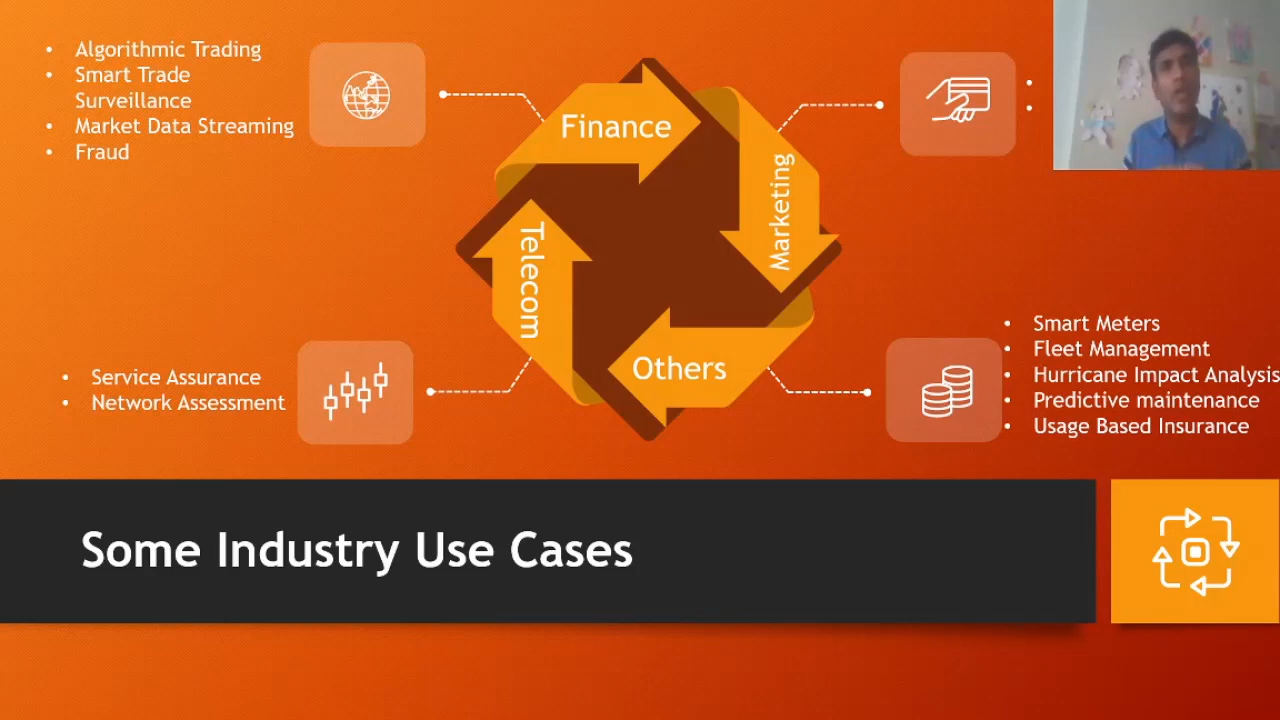 • Algorithmic Trading
• Smart Trade
Surveillance
• Market Data Streaming
• Fraud
Finance
Marketing
Telecom
Others
• Service Assurance
• Network Assessment
• Smart Meters
• Fleet Management
• Hurricane Impact Analysis
• Predictive maintenance
• Usage Based Insurance
Some Industry Use Cases